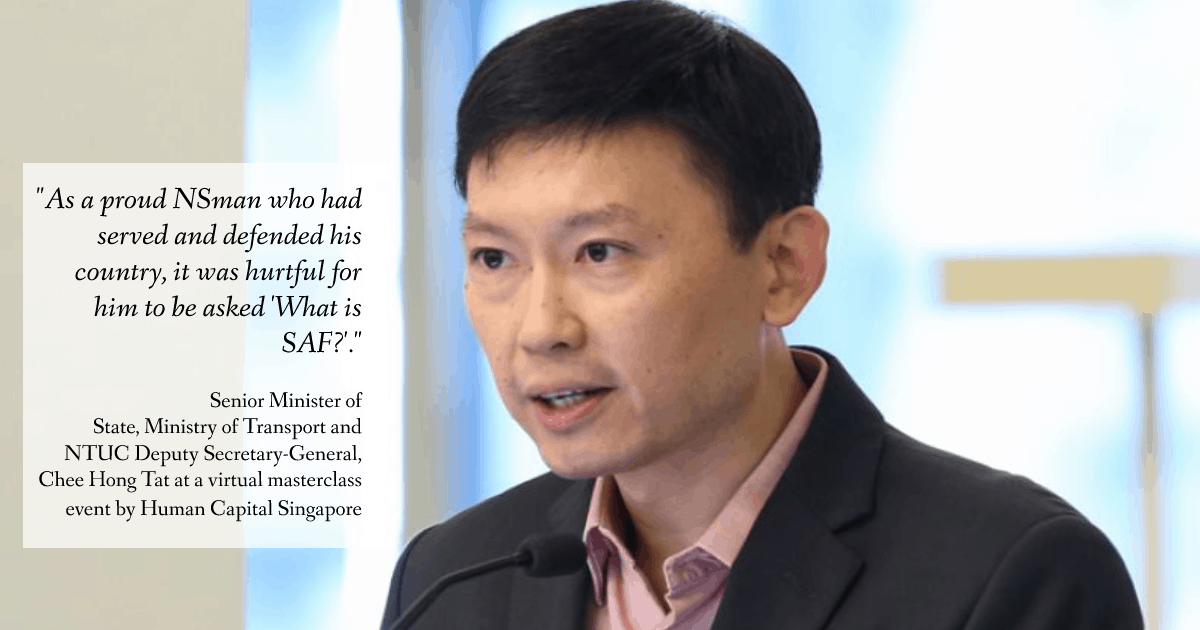 "As a proud NSman who had
served and defended his
country, it was hurtful for
him to be asked 'What is
SAF?'."
Senior Minister of
State, Ministry of Transport and
NTUC Deputy Secretary-General,
Chee Hong Tat at a virtual masterclass
event by Human Capital Singapore